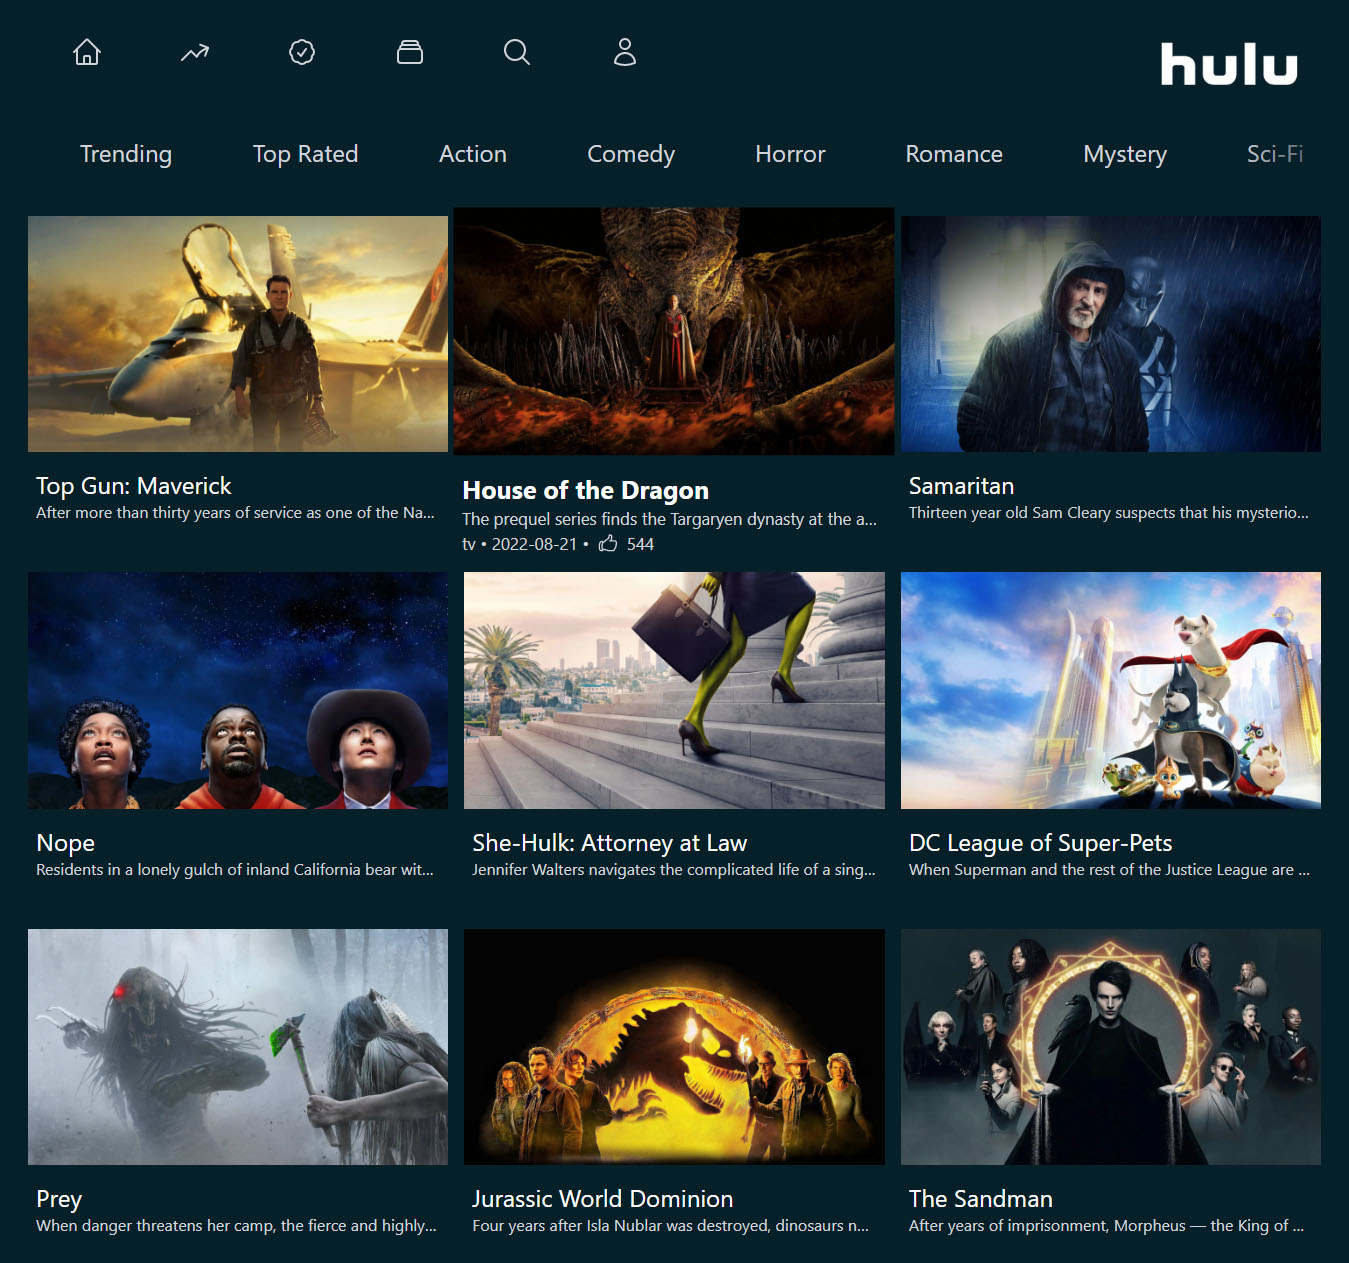 hulu
Trending Top Rated Action Comedy Horror Romance Mystery Sci-Fi
Top Gun: Maverick
After more than thirty years of service as one of the Na...
House of the Dragon
The prequel series finds the Targaryen dynasty at the a...
tv • 2022-08-21 • 544
Samaritan
Thirteen year old Sam Cleary suspects that his mysterio...
Nope
Residents in a lonely gulch of inland California bear wit...
She-Hulk: Attorney at Law
Jennifer Walters navigates the complicated life of a sing...
DC League of Super-Pets
When Superman and the rest of the Justice League are ...
Prey
When danger threatens her camp, the fierce and highly...
Jurassic World Dominion
Four years after Isla Nublar was destroyed, dinosaurs n...
The Sandman
After years of imprisonment, Morpheus — the King of ...